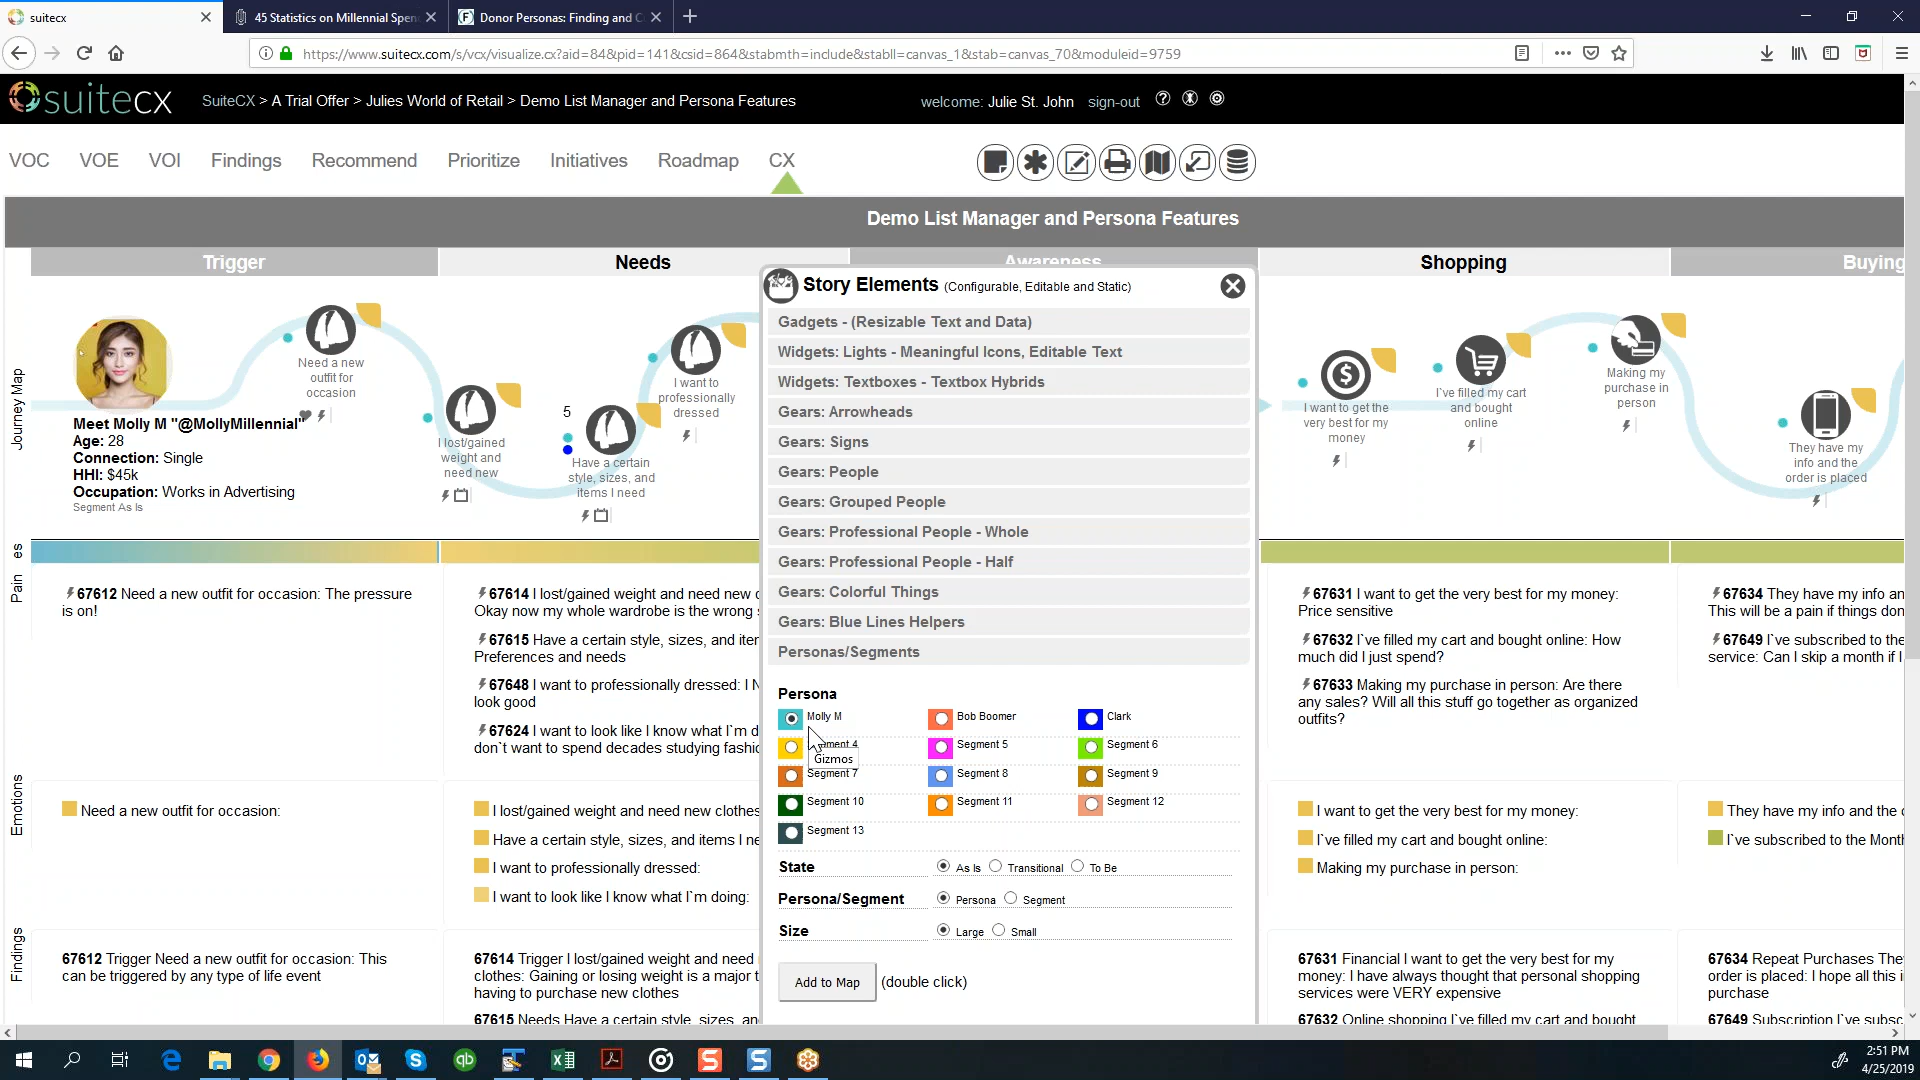 suitecx
45 Statistics on Millennial Spen
Donor Personas: Finding and C
https://www.suitecx.com/s/vcx/visualize.cx?aid=84&pid=141&csid=864&stabmth=include&stabll=canvas_1&stab=canvas_70&moduleid=9759
suitecx
SuiteCX > A Trial Offer > Julies World of Retail > Demo List Manager and Persona Features
welcome: Julie St. John sign-out
VOC VOE VOI Findings Recommend Prioritize Initiatives Roadmap CX
Demo List Manager and Persona Features
Trigger
Needs
Awareness
Shopping
Buying
Journey Map
Meet Molly M "@MollyMillennial"
Age: 28
Connection: Single
HHI: $45k
Occupation: Works in Advertising
Segment As Is
Need a new
outfit for
occasion
I lost/gained
weight and
need new
5
Have a certain
style, sizes, and
items I need
I want to
professionally
dressed
Story Elements (Configurable, Editable and Static)
Gadgets - (Resizable Text and Data)
Widgets: Lights - Meaningful Icons, Editable Text
Widgets: Textboxes - Textbox Hybrids
Gears: Arrowheads
Gears: Signs
Gears: People
Gears: Grouped People
Gears: Professional People - Whole
Gears: Professional People - Half
Gears: Colorful Things
Gears: Blue Lines Helpers
Personas/Segments
Persona
Molly M
Bob Boomer
Clark
Segment 4
Segment 5
Segment 6
Gizmos
Segment 7
Segment 8
Segment 9
Segment 10
Segment 11
Segment 12
Segment 13
State
As Is Transitional To Be
Persona/Segment
Persona Segment
Size
Large Small
Add to Map (double click)
I want to get the
very best for my
money
I've filled my cart
and bought
online
Making my
purchase in
person
They have my
info and the
order is placed
Pain
es
67612 Need a new outfit for occasion: The pressure
is on!
67614 I lost/gained weight and need new c
Okay now my whole wardrobe is the wrong s
67615 Have a certain style, sizes, and iter
Preferences and needs
67648 I want to professionally dressed: I N
look good
67624 I want to look like I know what I`m d
don`t want to spend decades studying fashio
67631 I want to get the very best for my money:
Price sensitive
67632 I`ve filled my cart and bought online: How
much did I just spend?
67633 Making my purchase in person: Are there
any sales? Will all this stuff go together as organized
outfits?
67634 They have my info an
This will be a pain if things don
67649 I`ve subscribed to the
service: Can I skip a month if I
Emotions
Need a new outfit for occasion:
I lost/gained weight and need new clothes
Have a certain style, sizes, and items I ne
I want to professionally dressed:
I want to look like I know what I`m doing:
I want to get the very best for my money:
I`ve filled my cart and bought online:
Making my purchase in person:
They have my info and the o
I`ve subscribed to the Month
Findings
67612 Trigger Need a new outfit for occasion: This
can be triggered by any type of life event
67614 Trigger I lost/gained weight and need
clothes: Gaining or losing weight is a major t
having to purchase new clothes
67615 Needs Have a certain style, sizes, an
67631 Financial I want to get the very best for my
money: I have always thought that personal shopping
services were VERY expensive
67632 Online shopping I`ve filled my cart and bought
67634 Repeat Purchases The
order is placed: I hope all this i
purchase
67649 Subscription I`ve subsc
2:51 PM
4/25/2019